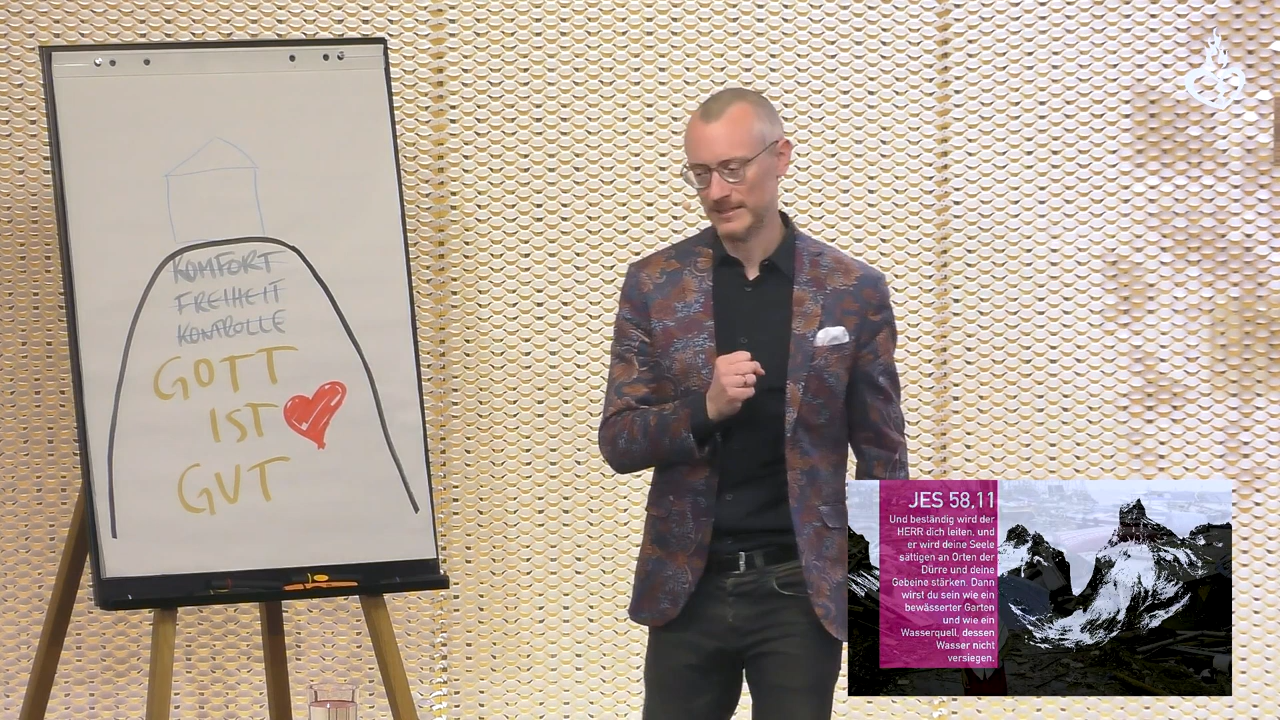 KOMFORT
FREIHEIT
KONTROLLE
GOTT
IST
GUT
JES 58,11
Und beständig wird der
HERR dich leiten, und
er wird deine Seele
sättigen an Orten der
Dürre und deine
Gebeine stärken. Dann
wirst du sein wie ein
bewässerter Garten
und wie ein
Wasserquell, dessen
Wasser nicht
versiegen.